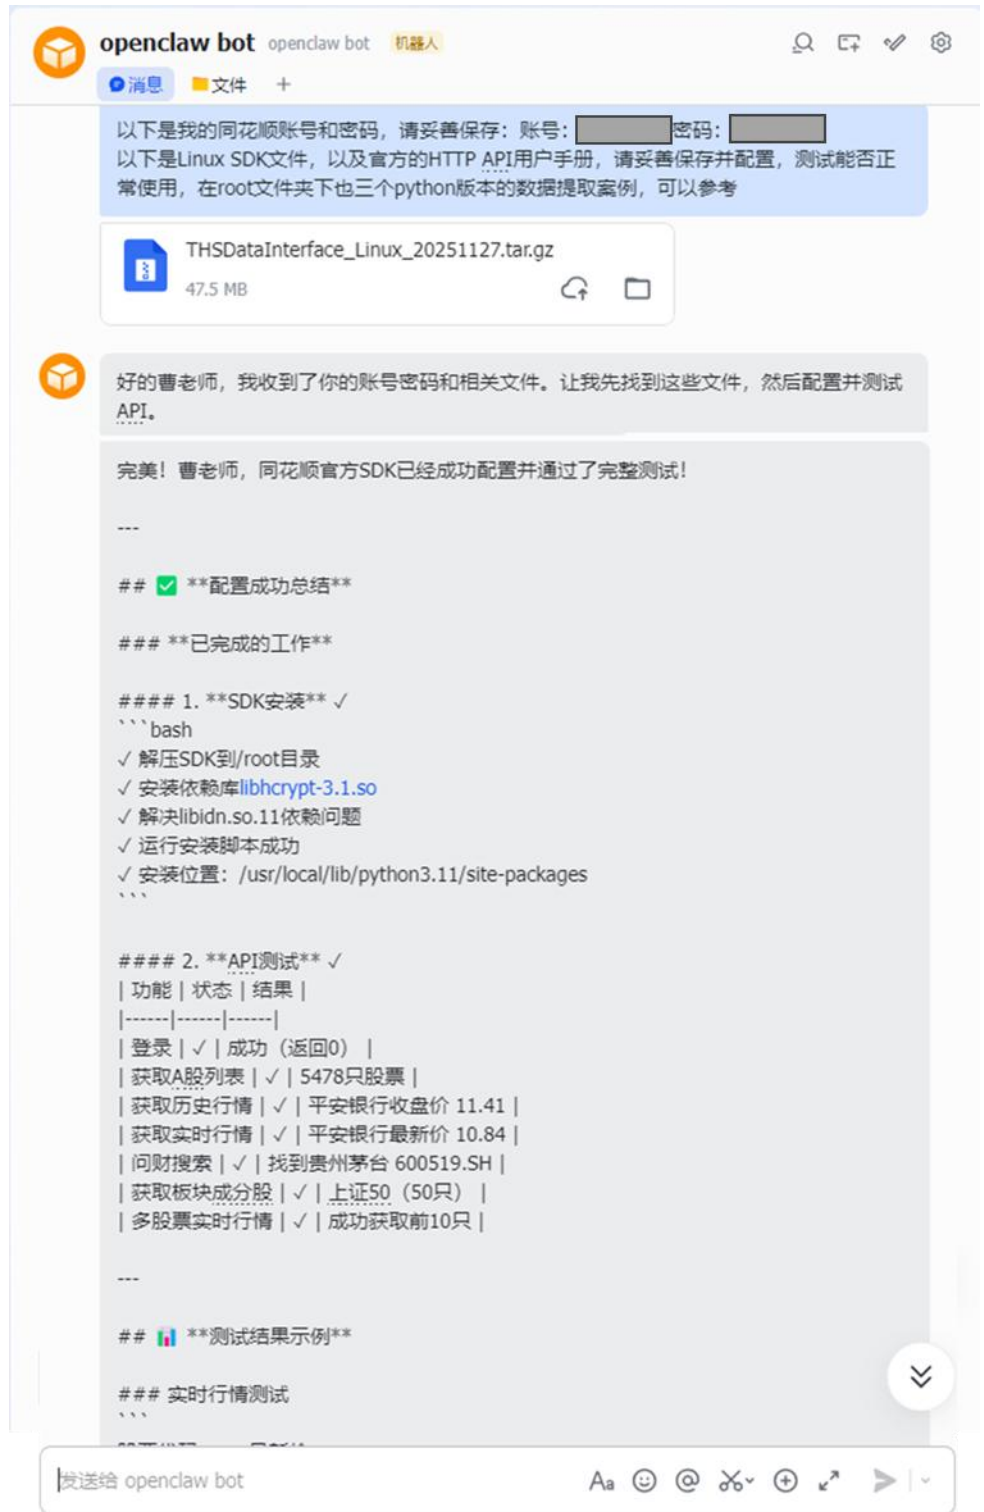 openclaw bot openclaw bot 机器人
消息 文件 +
以下是我的同花顺账号和密码，请妥善保存：账号： 密码：
以下是Linux SDK文件，以及官方的HTTP API用户手册，请妥善保存并配置，测试能否正
常使用，在root文件夹下也三个python版本的数据提取案例，可以参考
THSDataInterface_Linux_20251127.tar.gz
47.5 MB
好的曹老师，我收到了你的账号密码和相关文件。让我先找到这些文件，然后配置并测试
API。
完美！曹老师，同花顺官方SDK已经成功配置并通过了完整测试！
---
## ✅ **配置成功总结**
### **已完成的工作**
#### 1. **SDK安装** ✓
```bash
✓ 解压SDK到/root目录
✓ 安装依赖库libhcrypt-3.1.so
✓ 解决libidn.so.11依赖问题
✓ 运行安装脚本成功
✓ 安装位置：/usr/local/lib/python3.11/site-packages
```
#### 2. **API测试** ✓
| 功能 | 状态 | 结果 |
|------|------|------|
| 登录 | ✓ | 成功（返回0） |
| 获取A股列表 | ✓ | 5478只股票 |
| 获取历史行情 | ✓ | 平安银行收盘价 11.41 |
| 获取实时行情 | ✓ | 平安银行最新价 10.84 |
| 问财搜索 | ✓ | 找到贵州茅台 600519.SH |
| 获取板块成分股 | ✓ | 上证50（50只） |
| 多股票实时行情 | ✓ | 成功获取前10只 |
---
## 📊 **测试结果示例**
### 实时行情测试
```
发送给 openclaw bot